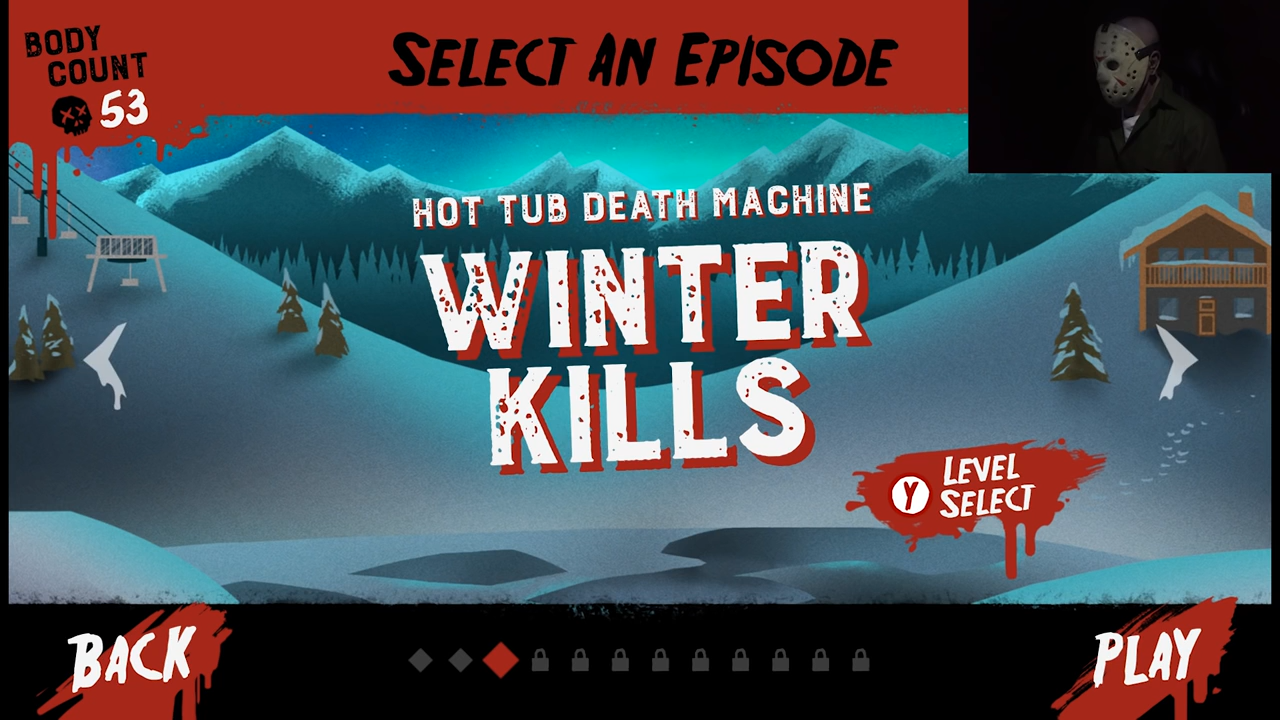 BODY
COUNT
53
SELECT AN EPISODE
HOT TUB DEATH MACHINE
WINTER
KILLS
Y LEVEL
SELECT
BACK
PLAY